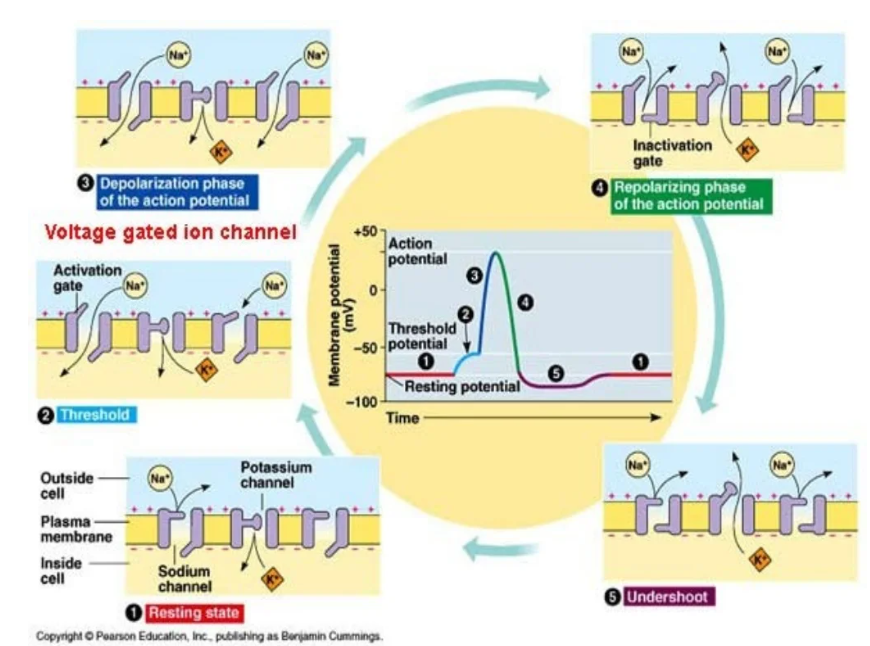 Na⁺
Na⁺
K⁺
3 Depolarization phase
of the action potential
Na⁺
Na⁺
Inactivation
gate
K⁺
4 Repolarizing phase
of the action potential
Voltage gated ion channel
Activation
gate
Na⁺
Na⁺
K⁺
2 Threshold
Membrane potential
(mV)
+50
0
−50
−100
Action
potential
3
4
2
Threshold
potential
1
1
5
Resting potential
Time
Outside
cell
Plasma
membrane
Inside
cell
Na⁺
Potassium
channel
Sodium
channel
K⁺
1 Resting state
Na⁺
Na⁺
K⁺
5 Undershoot
+ +
+ +
+ +
+ +
− −
− −
− −
− −
Copyright © Pearson Education, Inc., publishing as Benjamin Cummings.